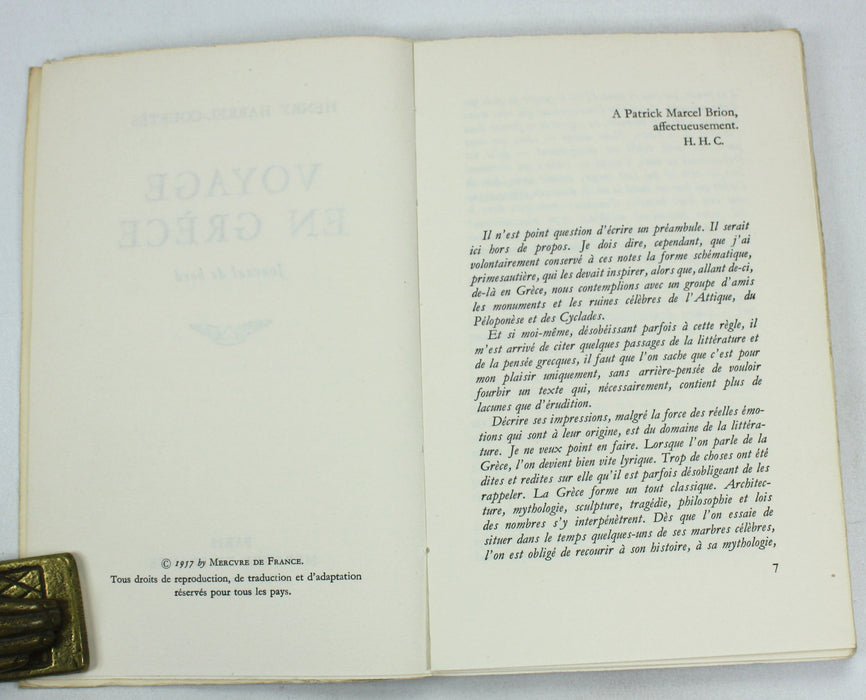 HENRY HARREL-COURTÈS
VOYAGE
EN GRÈCE
Journal de bord
PARIS
© 1957 by MERCVRE DE FRANCE.
Tous droits de reproduction, de traduction et d'adaptation
réservés pour tous les pays.
A Patrick Marcel Brion,
affectueusement.
H. H. C.
Il n'est point question d'écrire un préambule. Il serait
ici hors de propos. Je dois dire, cependant, que j'ai
volontairement conservé à ces notes la forme schématique,
primesautière, qui les devait inspirer, alors que, allant de-ci,
de-là en Grèce, nous contemplions avec un groupe d'amis
les monuments et les ruines célèbres de l'Attique, du
Péloponèse et des Cyclades.
Et si moi-même, désobéissant parfois à cette règle, il
m'est arrivé de citer quelques passages de la littérature et
de la pensée grecques, il faut que l'on sache que c'est pour
mon plaisir uniquement, sans arrière-pensée de vouloir
fourbir un texte qui, nécessairement, contient plus de
lacunes que d'érudition.
Décrire ses impressions, malgré la force des réelles émo-
tions qui sont à leur origine, est du domaine de la littéra-
ture. Je ne veux point en faire. Lorsque l'on parle de la
Grèce, l'on devient bien vite lyrique. Trop de choses ont été
dites et redites sur elle qu'il est parfois désobligeant de les
rappeler. La Grèce forme un tout classique. Architec-
ture, mythologie, sculpture, tragédie, philosophie et lois
des nombres s'y interpénètrent. Dès que l'on essaie de
situer dans le temps quelques-uns de ses marbres célèbres,
l'on est obligé de recourir à son histoire, à sa mythologie,
7